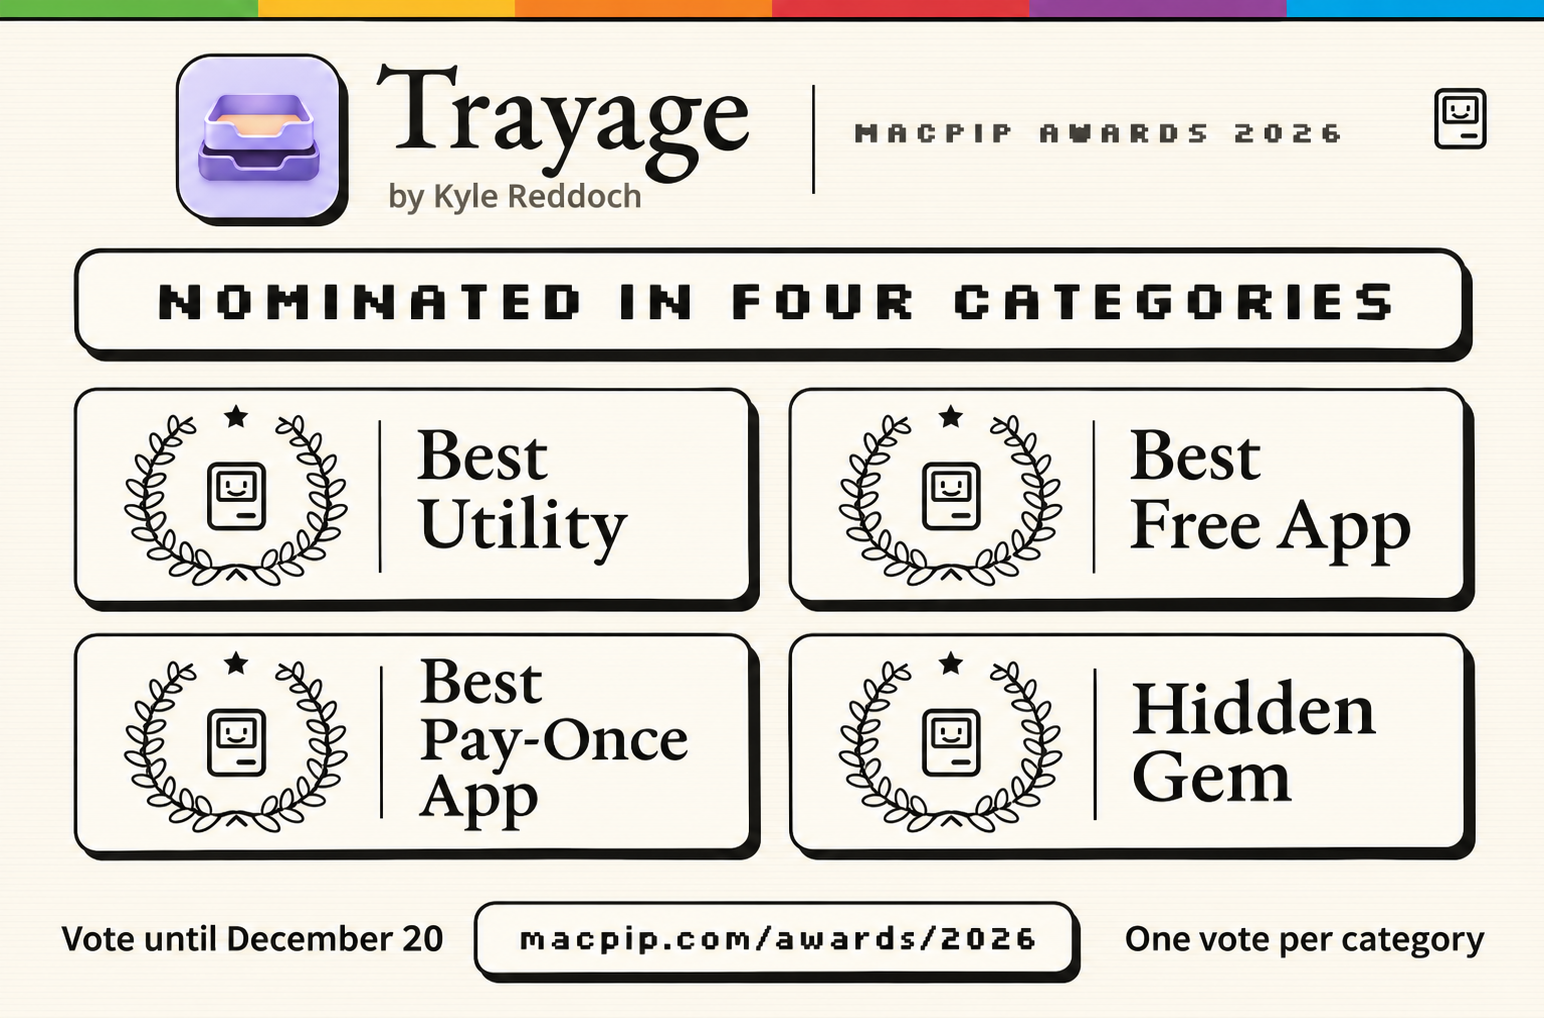 Trayage
by Kyle Reddoch
MACPIP AWARDS 2026
NOMINATED IN FOUR CATEGORIES
Best
Utility
Best
Free App
Best
Pay-Once
App
Hidden
Gem
Vote until December 20
macpip.com/awards/2026
One vote per category